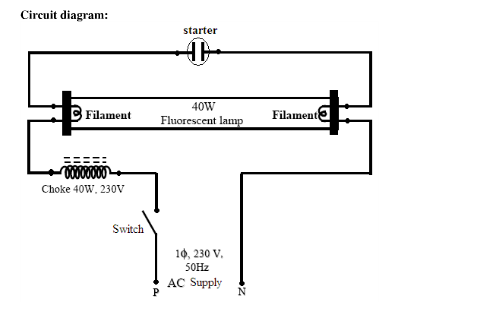 Circuit diagram:
starter
40W
Filament
Fluorescent lamp
Filament
Choke 40W, 230V
Switch
1ϕ, 230 V,
50Hz
AC Supply
P
N